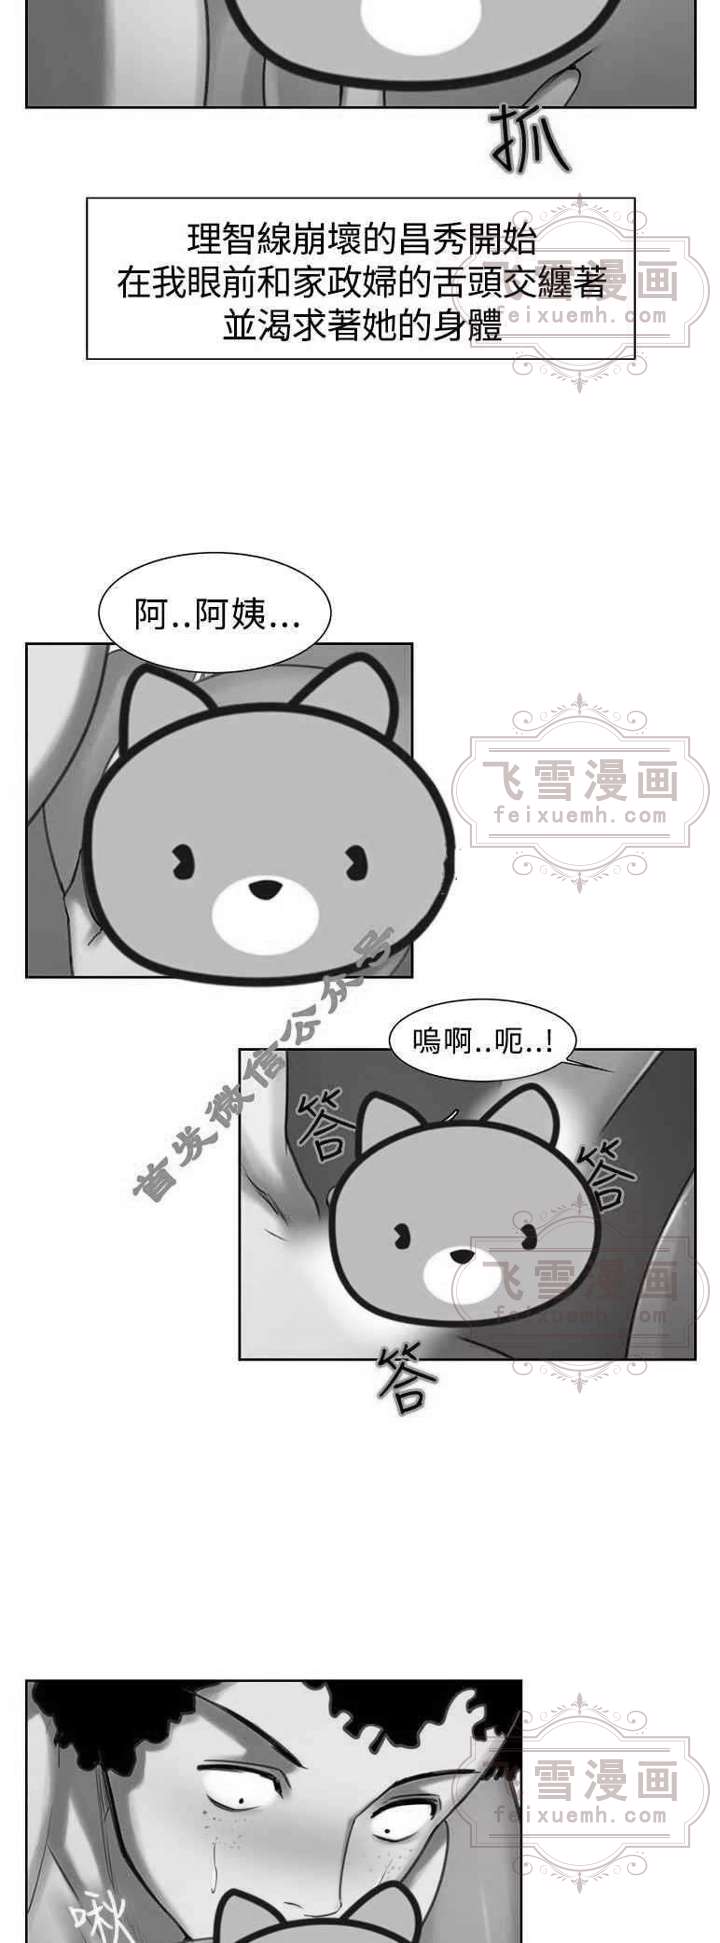 抓
理智線崩壞的昌秀開始
在我眼前和家政婦的舌頭交纏著
並渴求著她的身體
飞雪漫画
feixuemh.com
阿..阿姨...
飞雪漫画
feixuemh.com
首发微信公众号
嗚啊..呃..!
答
答
飞雪漫画
feixuemh.com
答
飞雪漫画
feixuemh.com
啾